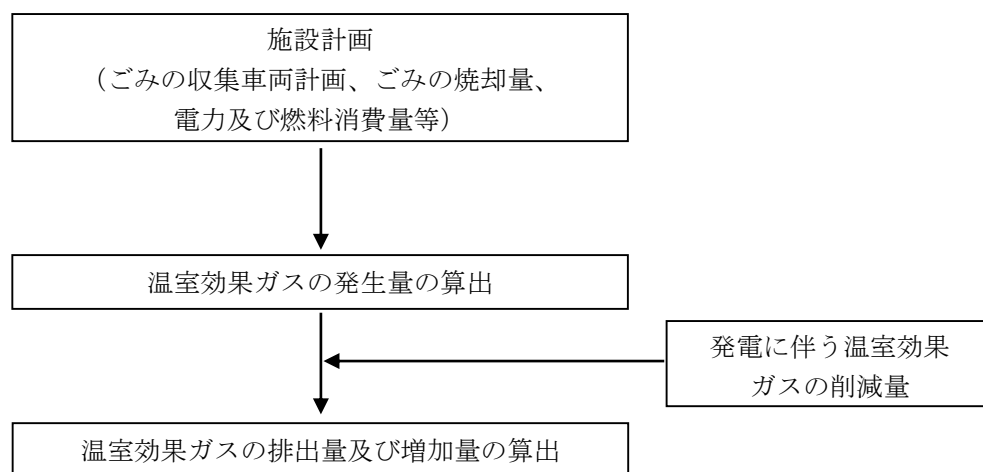 施設計画
（ごみの収集車両計画、ごみの焼却量、
電力及び燃料消費量等）
温室効果ガスの発生量の算出
発電に伴う温室効果
ガスの削減量
温室効果ガスの排出量及び増加量の算出